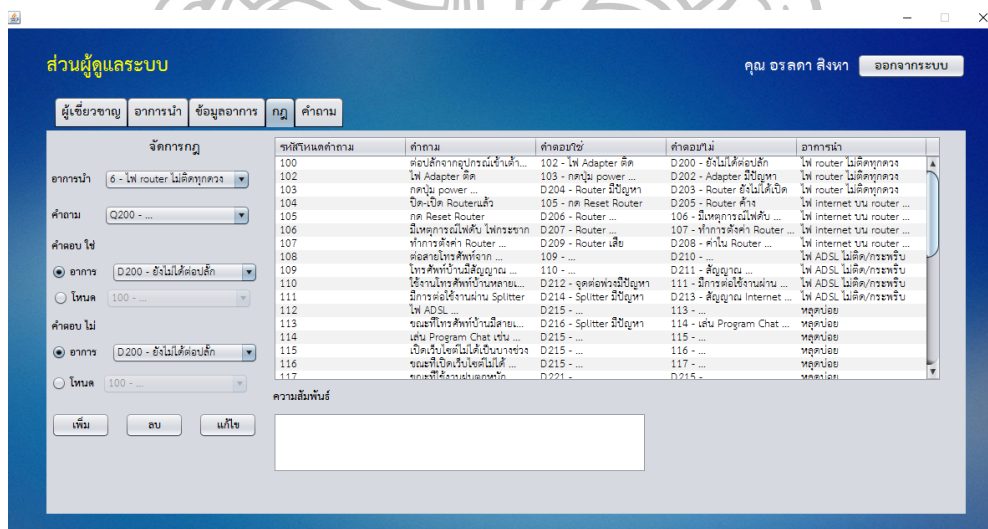 ส่วนผู้ดูแลระบบ
คุณ อรลดา สิงหา ออกจากระบบ
ผู้เชี่ยวชาญ อาการนำ ข้อมูลอาการ กฎ คำถาม
จัดการกฎ
อาการนำ 6 - ไฟ router ไม่ติดทุกดวง
คำถาม Q200 - ...
คำตอบ ใช่
อาการ D200 - ยังไม่ได้ต่อปลั๊ก
โหนด 100 - ...
คำตอบ ไม่
อาการ D200 - ยังไม่ได้ต่อปลั๊ก
โหนด 100 - ...
เพิ่ม ลบ แก้ไข
รหัสโหนดคำถาม คำถาม คำตอบใช่ คำตอบไม่ อาการนำ
100 ต่อปลั๊กจากอุปกรณ์เข้าเต้า... 102 - ไฟ Adapter ติด D200 - ยังไม่ได้ต่อปลั๊ก ไฟ router ไม่ติดทุกดวง
102 ไฟ Adapter ติด 103 - กดปุ่ม power ... D202 - Adapter มีปัญหา ไฟ router ไม่ติดทุกดวง
103 กดปุ่ม power ... D204 - Router มีปัญหา D203 - Router ยังไม่ได้เปิด ไฟ router ไม่ติดทุกดวง
104 ปิด-เปิด Routerแล้ว 105 - กด Reset Router D205 - Router ค้าง ไฟ internet บน router ...
105 กด Reset Router D206 - Router ... 106 - มีเหตุการณ์ไฟดับ ... ไฟ internet บน router ...
106 มีเหตุการณ์ไฟดับ ไฟกระชาก D207 - Router ... 107 - ทำการตั้งค่า Router ... ไฟ internet บน router ...
107 ทำการตั้งค่า Router ... D209 - Router เสีย D208 - ค่าใน Router ... ไฟ internet บน router ...
108 ต่อสายโทรศัพท์จาก ... 109 - ... D210 - ... ไฟ ADSL ไม่ติด/กระพริบ
109 โทรศัพท์บ้านมีสัญญาณ ... 110 - ... D211 - สัญญาณ ... ไฟ ADSL ไม่ติด/กระพริบ
110 ใช้งานโทรศัพท์บ้านหลายเ... D212 - จุดต่อพ่วงมีปัญหา 111 - มีการต่อใช้งานผ่าน ... ไฟ ADSL ไม่ติด/กระพริบ
111 มีการต่อใช้งานผ่าน Splitter D214 - Splitter มีปัญหา D213 - สัญญาณ Internet ... ไฟ ADSL ไม่ติด/กระพริบ
112 ไฟ ADSL ... D215 - ... 113 - ... หลุดบ่อย
113 ขณะที่โทรศัพท์บ้านมีสายเ... D216 - Splitter มีปัญหา 114 - เล่น Program Chat ... หลุดบ่อย
114 เล่น Program Chat เช่น ... D215 - ... 115 - ... หลุดบ่อย
115 เปิดเว็บไซต์ไม่ได้เป็นบางช่วง D215 - ... 116 - ... หลุดบ่อย
116 ขณะที่เปิดเว็บไซต์ไม่ได้ ... D215 - ... 117 - ... หลุดบ่อย
117 ขณะที่ใช้งานฝนตกหนัก D221 - D215 - หลุดบ่อย
ความสัมพันธ์